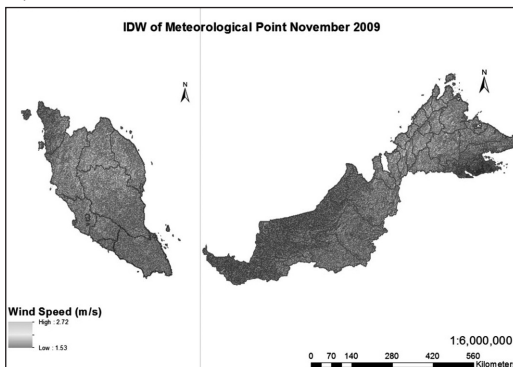 IDW of Meteorological Point November 2009
N
N
Wind Speed (m/s)
High : 2.72
Low : 1.53
1:6,000,000
0 70 140 280 420 560
Kilometer